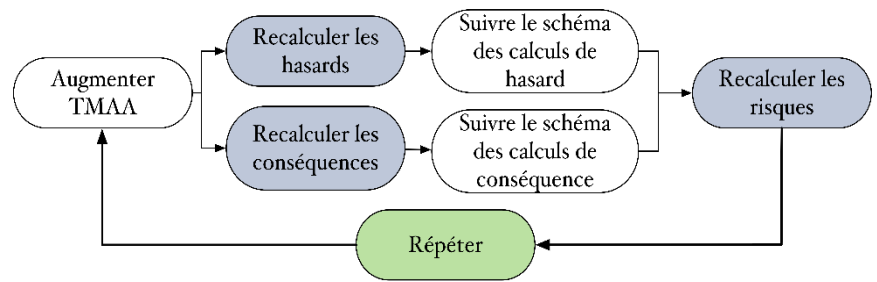 Augmenter
TMAA
Recalculer les
hasards
Suivre le schéma
des calculs de
hasard
Recalculer les
conséquences
Suivre le schéma
des calculs de
conséquence
Recalculer les
risques
Répéter